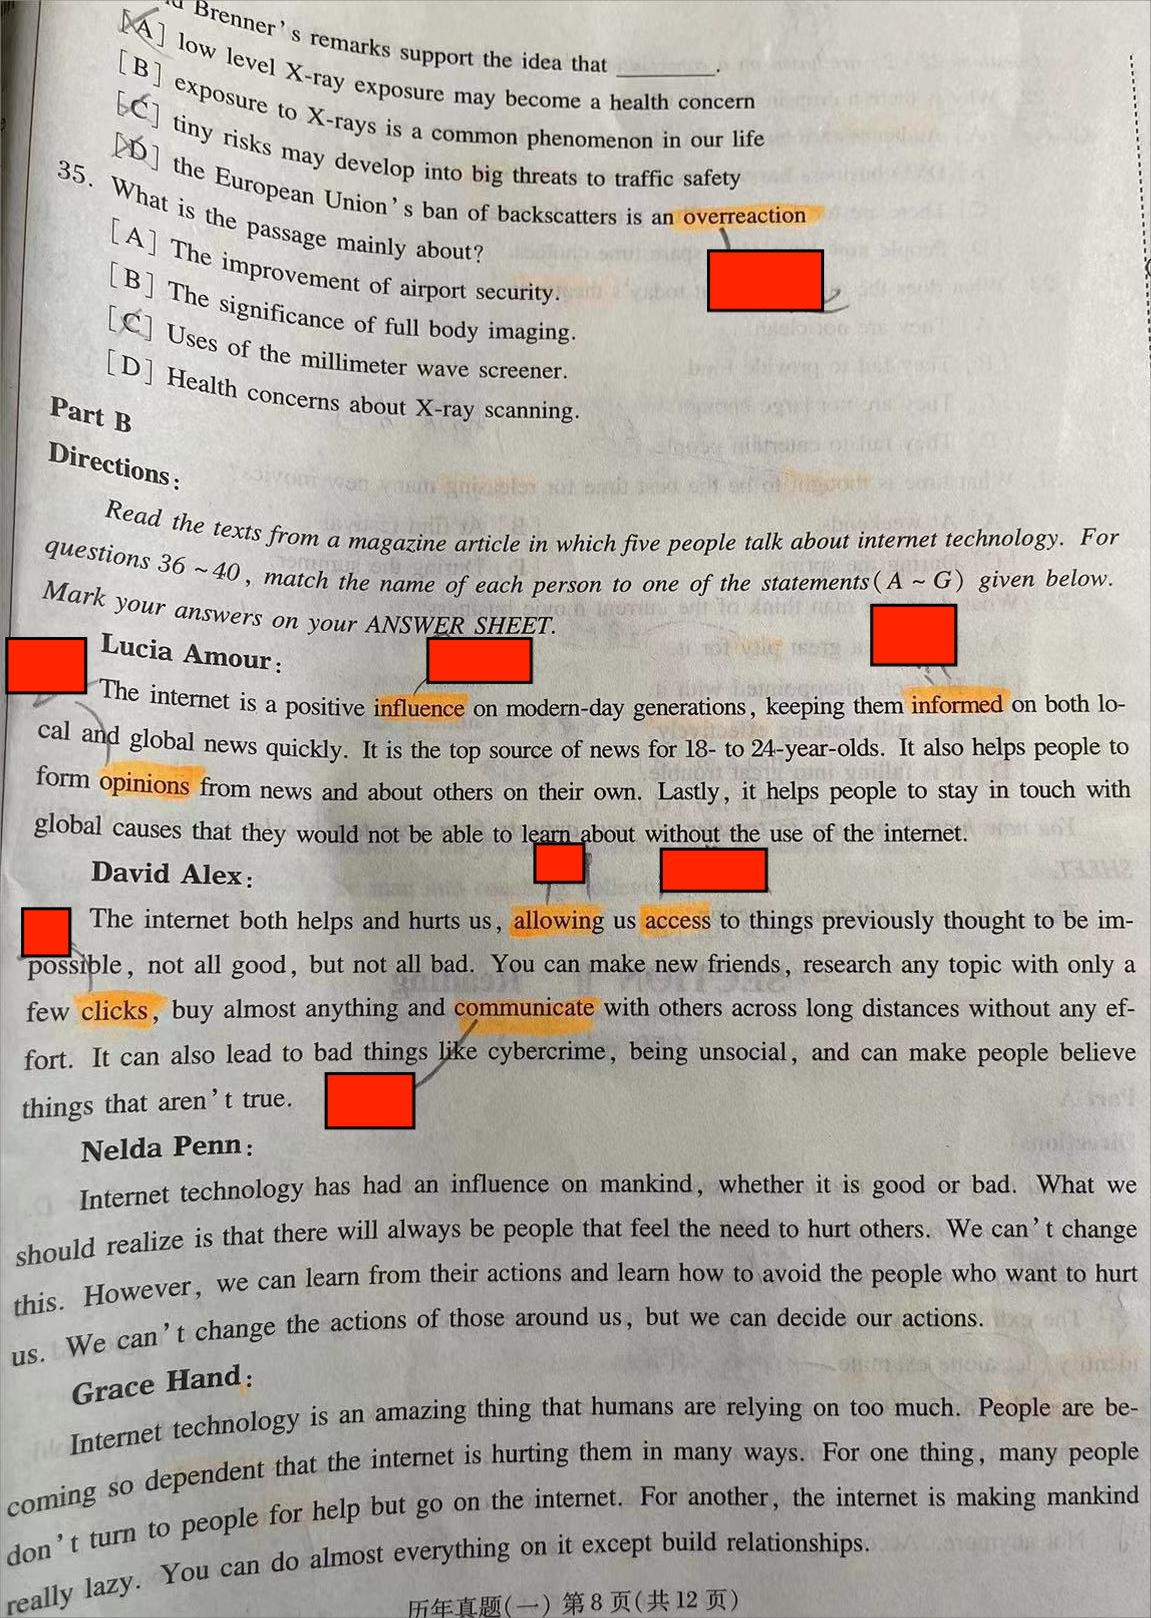 Brenner's remarks support the idea that ________.
[A] low level X-ray exposure may become a health concern
[B] exposure to X-rays is a common phenomenon in our life
[C] tiny risks may develop into big threats to traffic safety
[D] the European Union's ban of backscatters is an overreaction
35. What is the passage mainly about?
[A] The improvement of airport security.
[B] The significance of full body imaging.
[C] Uses of the millimeter wave screener.
[D] Health concerns about X-ray scanning.
Part B
Directions:
Read the texts from a magazine article in which five people talk about internet technology. For
questions 36 ~ 40, match the name of each person to one of the statements (A ~ G) given below.
Mark your answers on your ANSWER SHEET.
Lucia Amour:
The internet is a positive influence on modern-day generations, keeping them informed on both lo-
cal and global news quickly. It is the top source of news for 18- to 24-year-olds. It also helps people to
form opinions from news and about others on their own. Lastly, it helps people to stay in touch with
global causes that they would not be able to learn about without the use of the internet.
David Alex:
The internet both helps and hurts us, allowing us access to things previously thought to be im-
possible, not all good, but not all bad. You can make new friends, research any topic with only a
few clicks, buy almost anything and communicate with others across long distances without any ef-
fort. It can also lead to bad things like cybercrime, being unsocial, and can make people believe
things that aren't true.
Nelda Penn:
Internet technology has had an influence on mankind, whether it is good or bad. What we
should realize is that there will always be people that feel the need to hurt others. We can't change
this. However, we can learn from their actions and learn how to avoid the people who want to hurt
us. We can't change the actions of those around us, but we can decide our actions.
Grace Hand:
Internet technology is an amazing thing that humans are relying on too much. People are be-
coming so dependent that the internet is hurting them in many ways. For one thing, many people
don't turn to people for help but go on the internet. For another, the internet is making mankind
really lazy. You can do almost everything on it except build relationships.
历年真题(一) 第 8 页(共 12 页)